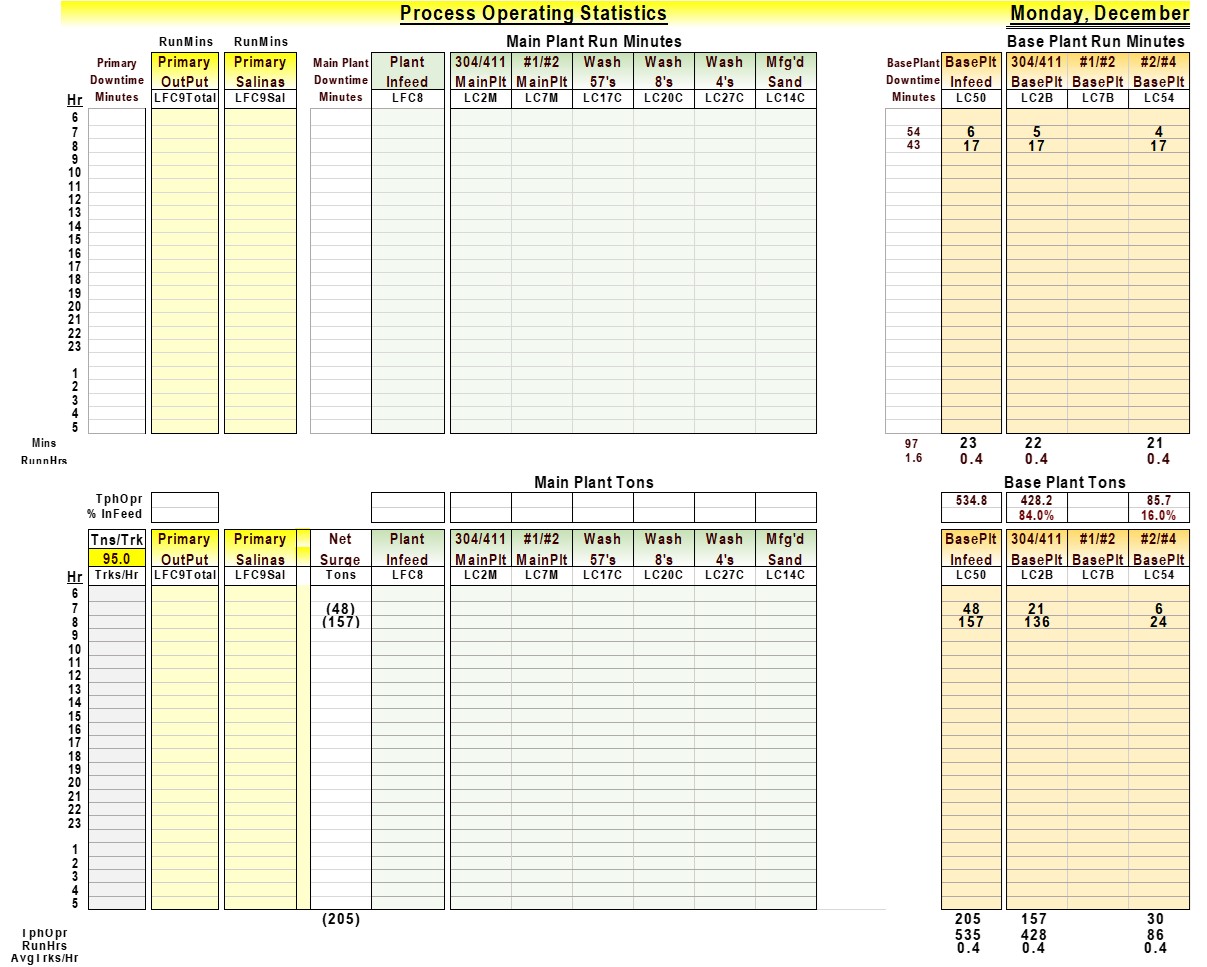 Process Operating Statistics Monday, December
RunMins RunMins Main Plant Run Minutes Base Plant Run Minutes
Primary Primary Primary Main Plant Plant 304/411 #1/#2 Wash Wash Wash Mfg'd BasePlant BasePlt 304/411 #1/#2 #2/#4
Downtime OutPut Salinas Downtime Infeed MainPlt MainPlt 57's 8's 4's Sand Downtime Infeed BasePlt BasePlt BasePlt
Hr Minutes LFC9Total LFC9Sal Minutes LFC8 LC2M LC7M LC17C LC20C LC27C LC14C Minutes LC50 LC2B LC7B LC54
6
7 54 6 5 4
8 43 17 17 17
9
10
11
12
13
14
15
16
17
18
19
20
21
22
23
1
2
3
4
5
Mins 97 23 22 21
RunnHrs 1.6 0.4 0.4 0.4
Main Plant Tons Base Plant Tons
TphOpr 534.8 428.2 85.7
% InFeed 84.0% 16.0%
Tns/Trk Primary Primary Net Plant 304/411 #1/#2 Wash Wash Wash Mfg'd BasePlt 304/411 #1/#2 #2/#4
95.0 OutPut Salinas Surge Infeed MainPlt MainPlt 57's 8's 4's Sand Infeed BasePlt BasePlt BasePlt
Hr Trks/Hr LFC9Total LFC9Sal Tons LFC8 LC2M LC7M LC17C LC20C LC27C LC14C LC50 LC2B LC7B LC54
6
7 (48) 48 21 6
8 (157) 157 136 24
9
10
11
12
13
14
15
16
17
18
19
20
21
22
23
1
2
3
4
5
(205) 205 157 30
TphOpr 535 428 86
RunHrs 0.4 0.4 0.4
AvgTrks/Hr